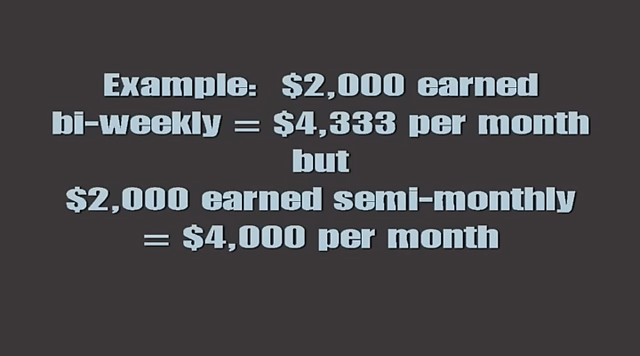 Example: $2,000 earned
bi-weekly = $4,333 per month
but
$2,000 earned semi-monthly
= $4,000 per month